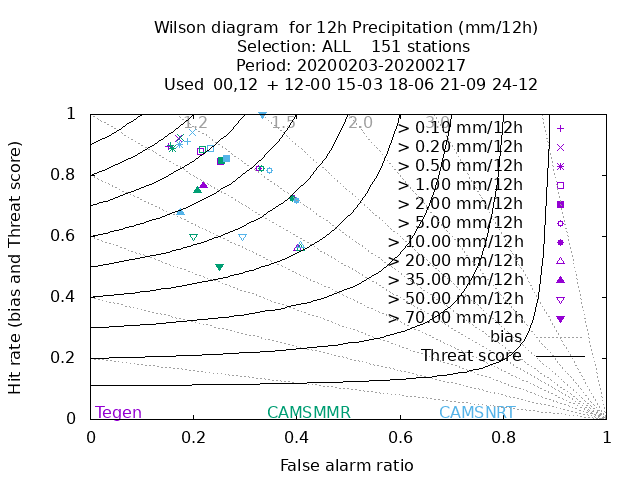 Wilson diagram  for 12h Precipitation (mm/12h)
Selection: ALL    151 stations
Period: 20200203-20200217
Used  00,12  + 12-00 15-03 18-06 21-09 24-12
1.2 1.5 2.0 3.0
> 0.10 mm/12h
> 0.20 mm/12h
> 0.50 mm/12h
> 1.00 mm/12h
> 2.00 mm/12h
> 5.00 mm/12h
> 10.00 mm/12h
> 20.00 mm/12h
> 35.00 mm/12h
> 50.00 mm/12h
> 70.00 mm/12h
bias
Threat score
1
0.8
0.6
0.4
0.2
0
Hit rate (bias and Threat score)
Tegen CAMSMMR CAMSNRT
0 0.2 0.4 0.6 0.8 1
False alarm ratio